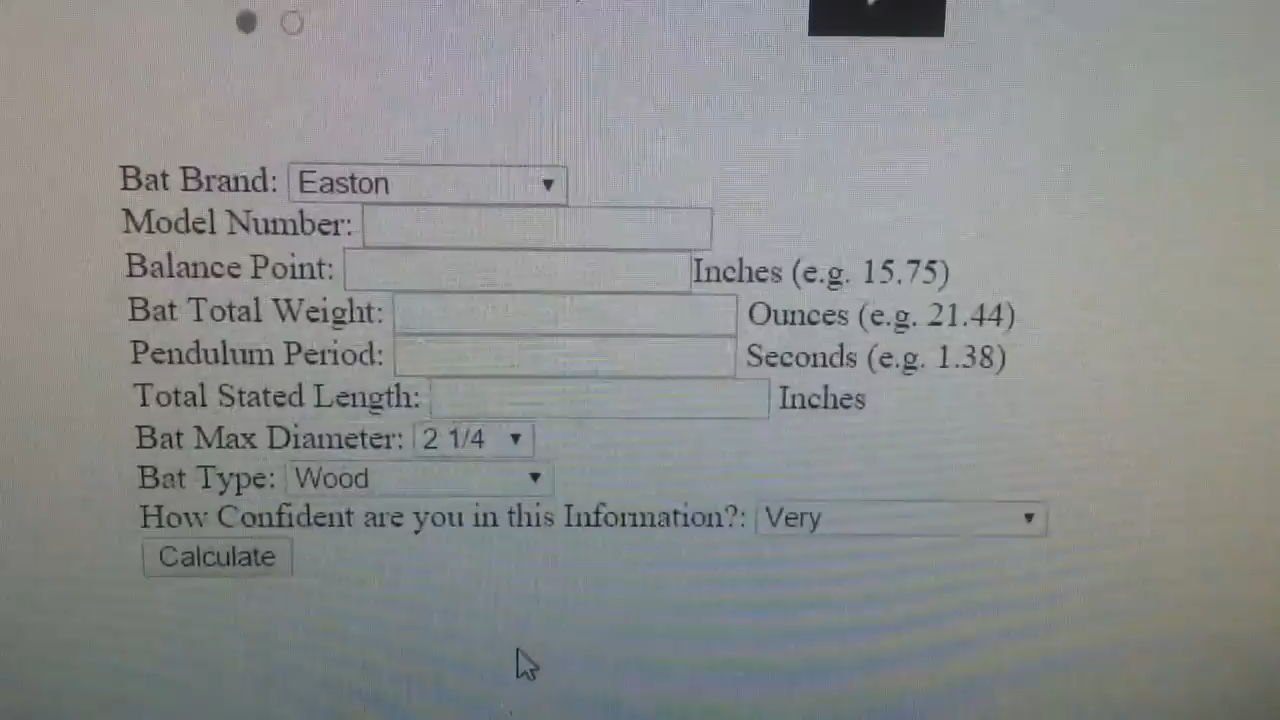 Bat Brand: Easton
Model Number:
Balance Point: Inches (e.g. 15.75)
Bat Total Weight: Ounces (e.g. 21.44)
Pendulum Period: Seconds (e.g. 1.38)
Total Stated Length: Inches
Bat Max Diameter: 2 1/4
Bat Type: Wood
How Confident are you in this Information?: Very
Calculate